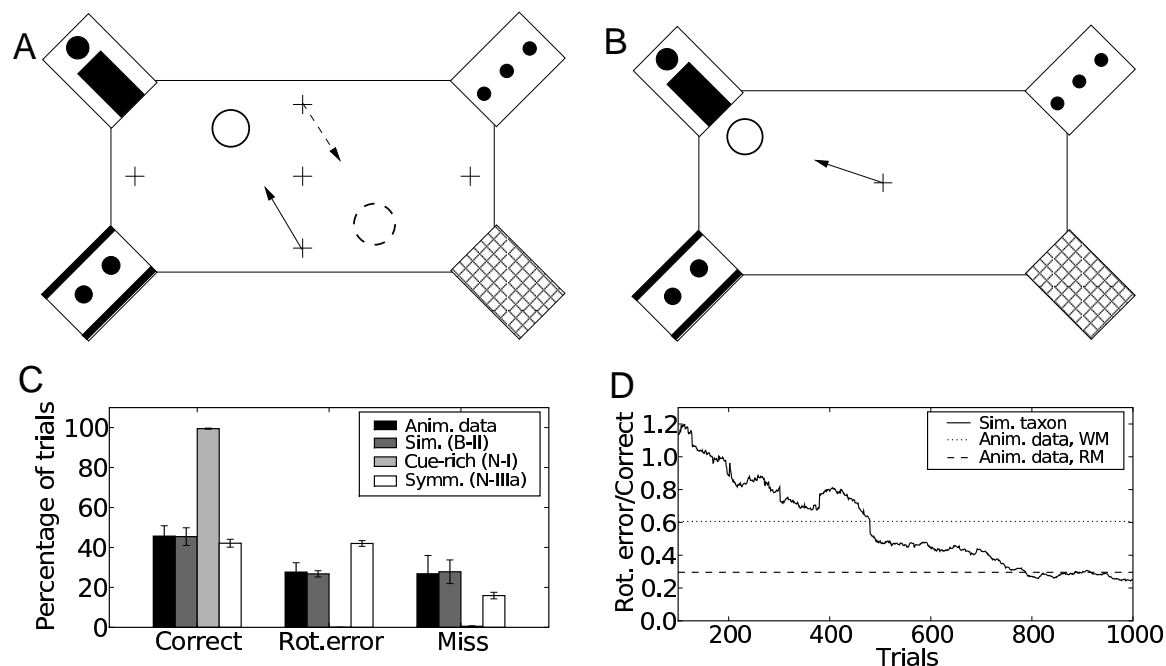 A
B
C
Percentage of trials
100
80
60
40
20
0
Anim. data
Sim. (B-II)
Cue-rich (N-I)
Symm. (N-IIIa)
Correct
Rot.error
Miss
D
Rot. error/Correct
1.2
1.0
0.8
0.6
0.4
0.2
0.0
Sim. taxon
Anim. data, WM
Anim. data, RM
200
400
600
800
1000
Trials